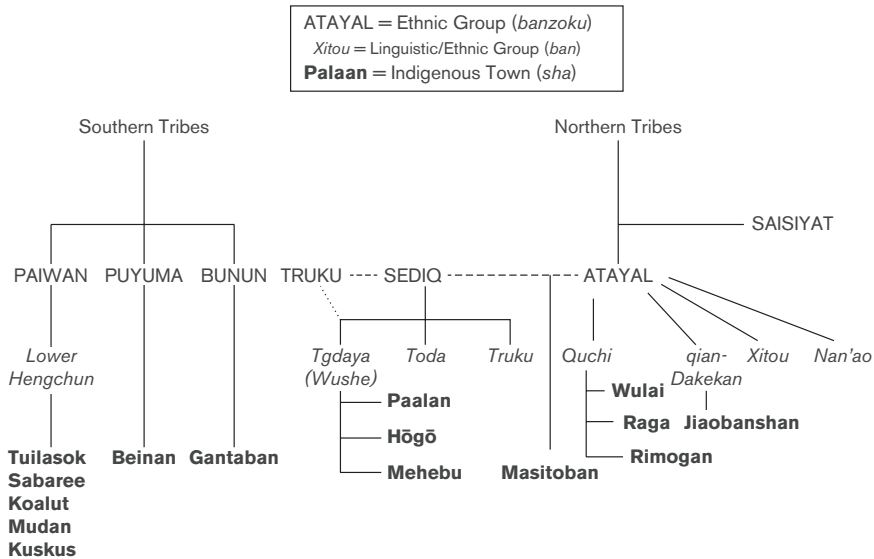 ATAYAL = Ethnic Group (banzoku)
Xitou = Linguistic/Ethnic Group (ban)
Palaan = Indigenous Town (sha)
Southern Tribes
Northern Tribes
SAISIYAT
PAIWAN
PUYUMA
BUNUN
TRUKU
SEDIQ
ATAYAL
Lower
Hengchun
Tgdaya
(Wushe)
Toda
Truku
Quchi
qian-
Dakekan
Xitou
Nan'ao
Paalan
Hōgō
Mehebu
Wulai
Raga
Rimogan
Jiaobanshan
Tuilasok
Sabaree
Koalut
Mudan
Kuskus
Beinan
Gantaban
Masitoban